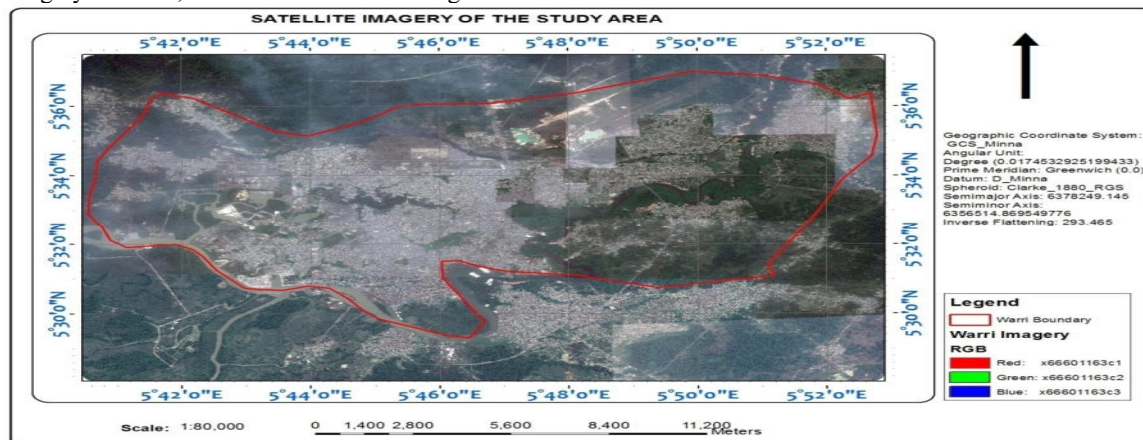 SATELLITE IMAGERY OF THE STUDY AREA
5°42'0"E 5°44'0"E 5°46'0"E 5°48'0"E 5°50'0"E 5°52'0"E
5°36'0"N 5°36'0"N
5°34'0"N 5°34'0"N
5°32'0"N 5°32'0"N
5°30'0"N 5°30'0"N
5°42'0"E 5°44'0"E 5°46'0"E 5°48'0"E 5°50'0"E 5°52'0"E
Geographic Coordinate System:
GCS_Minna
Angular Unit:
Degree (0.0174532925199433)
Prime Meridian: Greenwich (0.0)
Datum: D_Minna
Spheroid: Clarke_1880_RGS
Semimajor Axis: 6378249.145
Semiminor Axis:
6356514.869549776
Inverse Flattening: 293.465
Legend
Warri Boundary
Warri Imagery
RGB
Red: x66601163c1
Green: x66601163c2
Blue: x66601163c3
Scale: 1:80,000
0 1,400 2,800 5,600 8,400 11,200
Meters